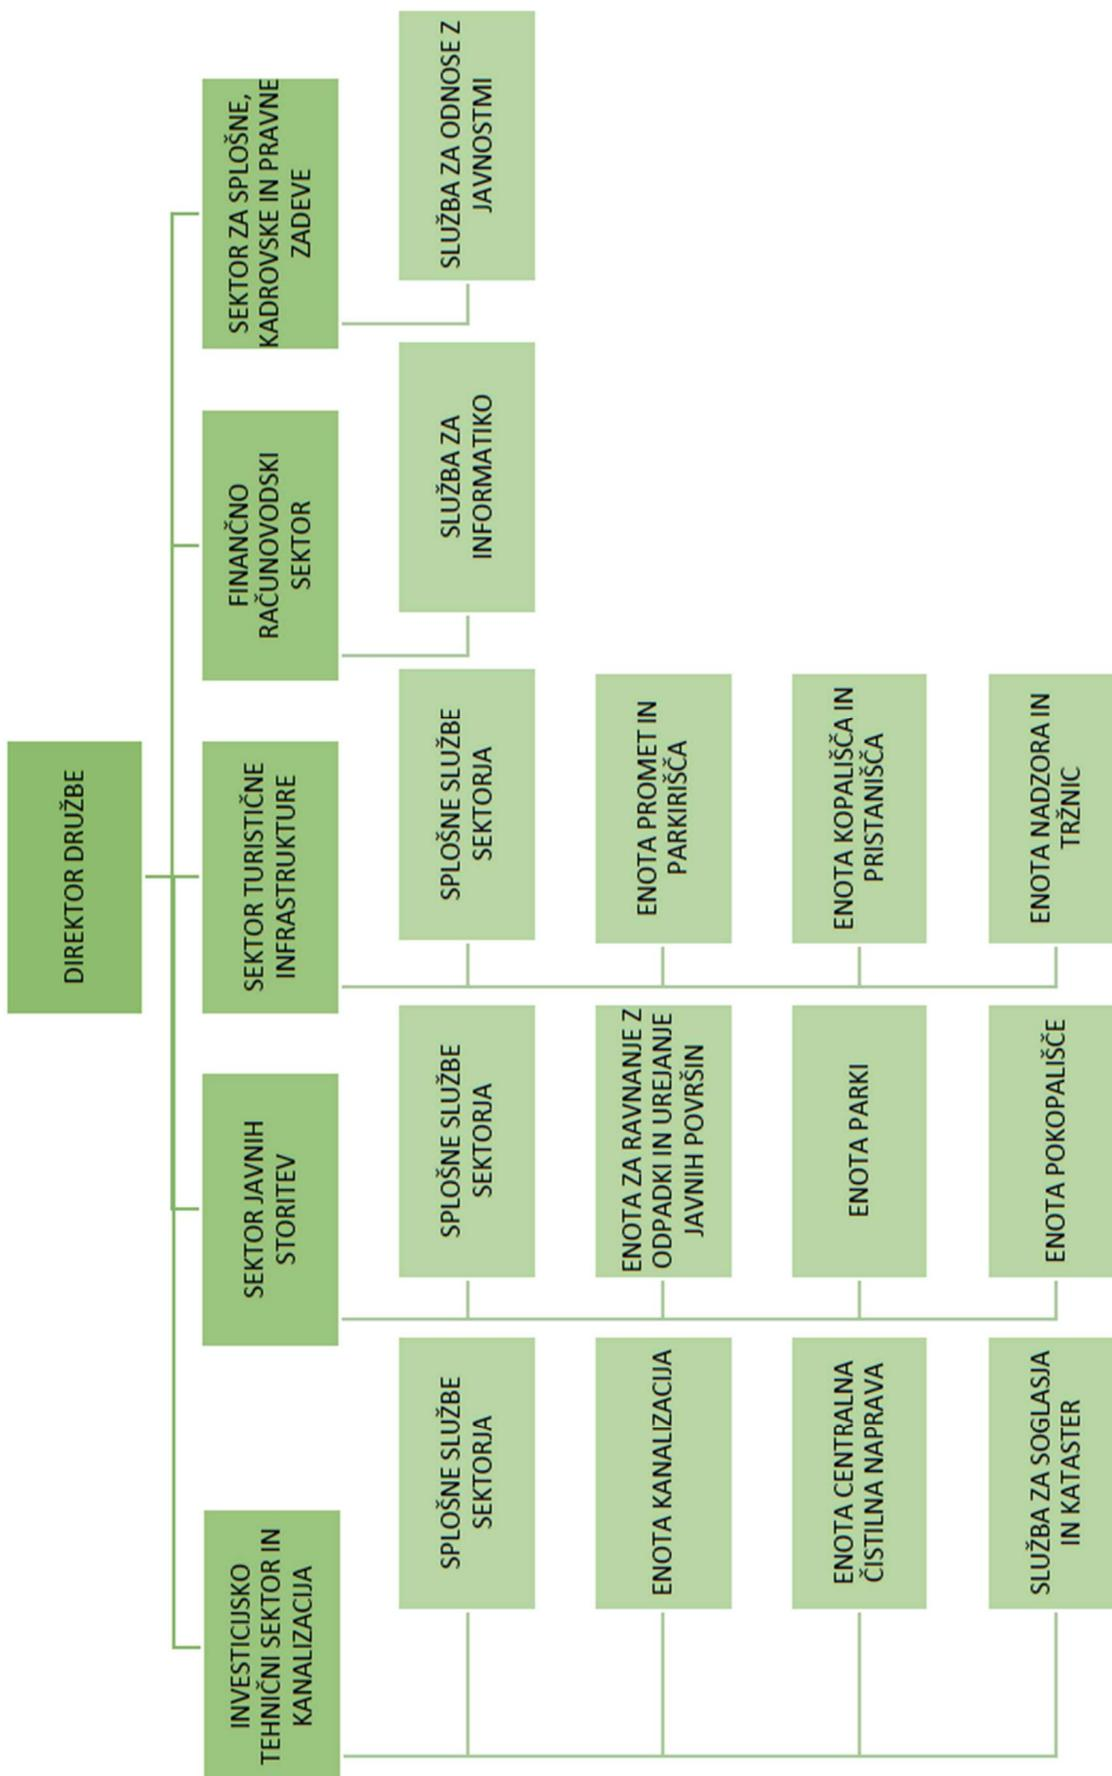 DIREKTOR DRUŽBE
INVESTICIJSKO
TEHNIČNI SEKTOR IN
KANALIZACIJA
SPLOŠNE SLUŽBE
SEKTORJA
ENOTA KANALIZACIJA
ENOTA CENTRALNA
ČISTILNA NAPRAVA
SLUŽBA ZA SOGLASJA
IN KATASTER
SEKTOR JAVNIH
STORITEV
SPLOŠNE SLUŽBE
SEKTORJA
ENOTA ZA RAVNANJE Z
ODPADKI IN UREJANJE
JAVNIH POVRŠIN
ENOTA PARKI
ENOTA POKOPALIŠČE
SEKTOR TURISTIČNE
INFRASTRUKTURE
SPLOŠNE SLUŽBE
SEKTORJA
ENOTA PROMET IN
PARKIRIŠČA
ENOTA KOPALIŠČA IN
PRISTANIŠČA
ENOTA NADZORA IN
TRŽNIC
FINANČNO
RAČUNOVODSKI
SEKTOR
SLUŽBA ZA
INFORMATIKO
SEKTOR ZA SPLOŠNE,
KADROVSKE IN PRAVNE
ZADEVE
SLUŽBA ZA ODNOSE Z
JAVNOSTMI